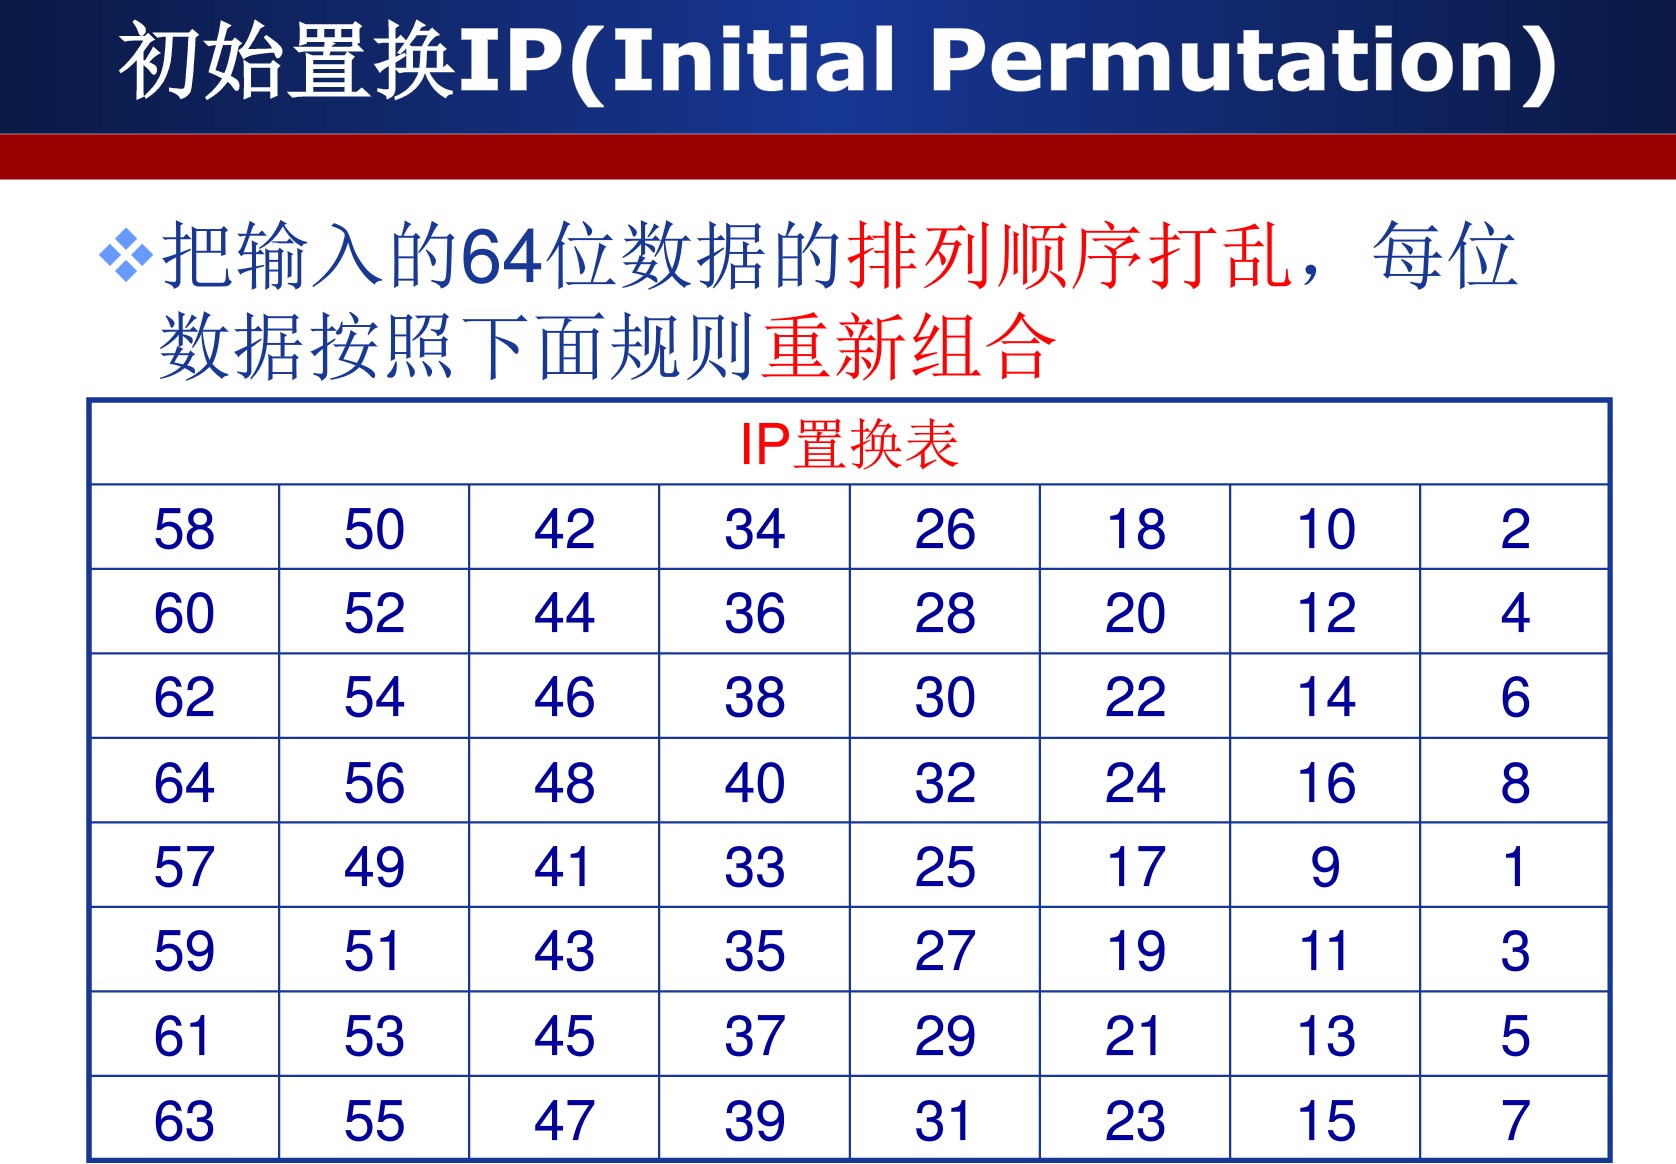 初始置换IP(Initial Permutation)
把输入的64位数据的排列顺序打乱，每位
数据按照下面规则重新组合
IP置换表
58 50 42 34 26 18 10 2
60 52 44 36 28 20 12 4
62 54 46 38 30 22 14 6
64 56 48 40 32 24 16 8
57 49 41 33 25 17 9 1
59 51 43 35 27 19 11 3
61 53 45 37 29 21 13 5
63 55 47 39 31 23 15 7